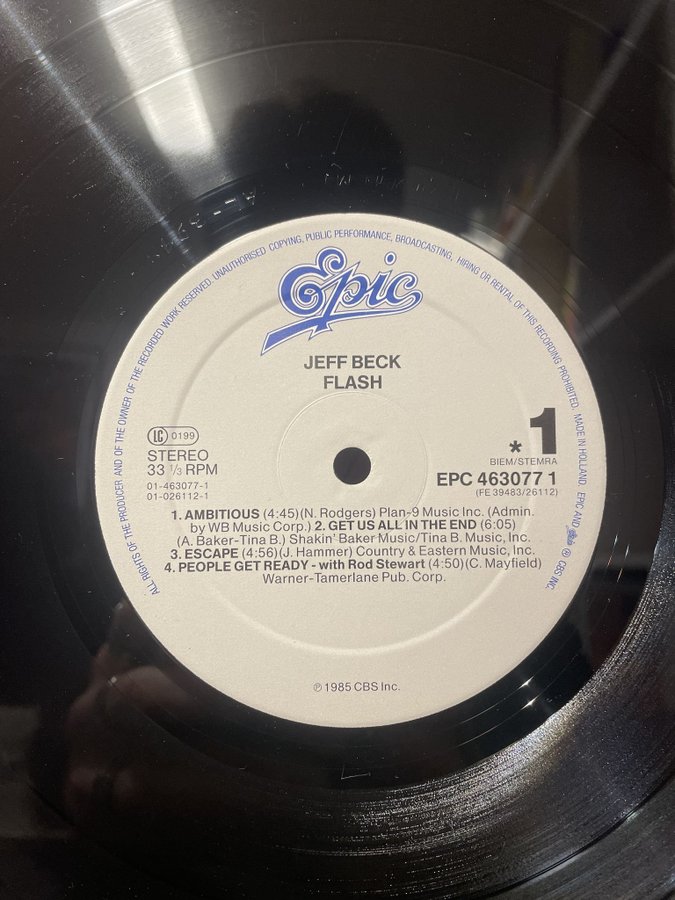 ALL RIGHTS OF THE PRODUCER AND OF THE OWNER OF THE RECORDED WORK RESERVED. UNAUTHORISED COPYING, PUBLIC PERFORMANCE, BROADCASTING, HIRING OR RENTAL OF THIS RECORDING PROHIBITED. MADE IN HOLLAND. EPIC AND Epic ® CBS INC.
Epic
JEFF BECK
FLASH
LC 0199
STEREO
33 1/3 RPM
01-463077-1
01-026112-1
* 1
BIEM/STEMRA
EPC 463077 1
(FE 39483/26112)
1. AMBITIOUS (4:45)(N. Rodgers) Plan-9 Music Inc. (Admin.
by WB Music Corp.) 2. GET US ALL IN THE END (6:05)
(A. Baker-Tina B.) Shakin' Baker Music/Tina B. Music, Inc.
3. ESCAPE (4:56)(J. Hammer) Country & Eastern Music, Inc.
4. PEOPLE GET READY - with Rod Stewart (4:50)(C. Mayfield)
Warner-Tamerlane Pub. Corp.
℗ 1985 CBS Inc.